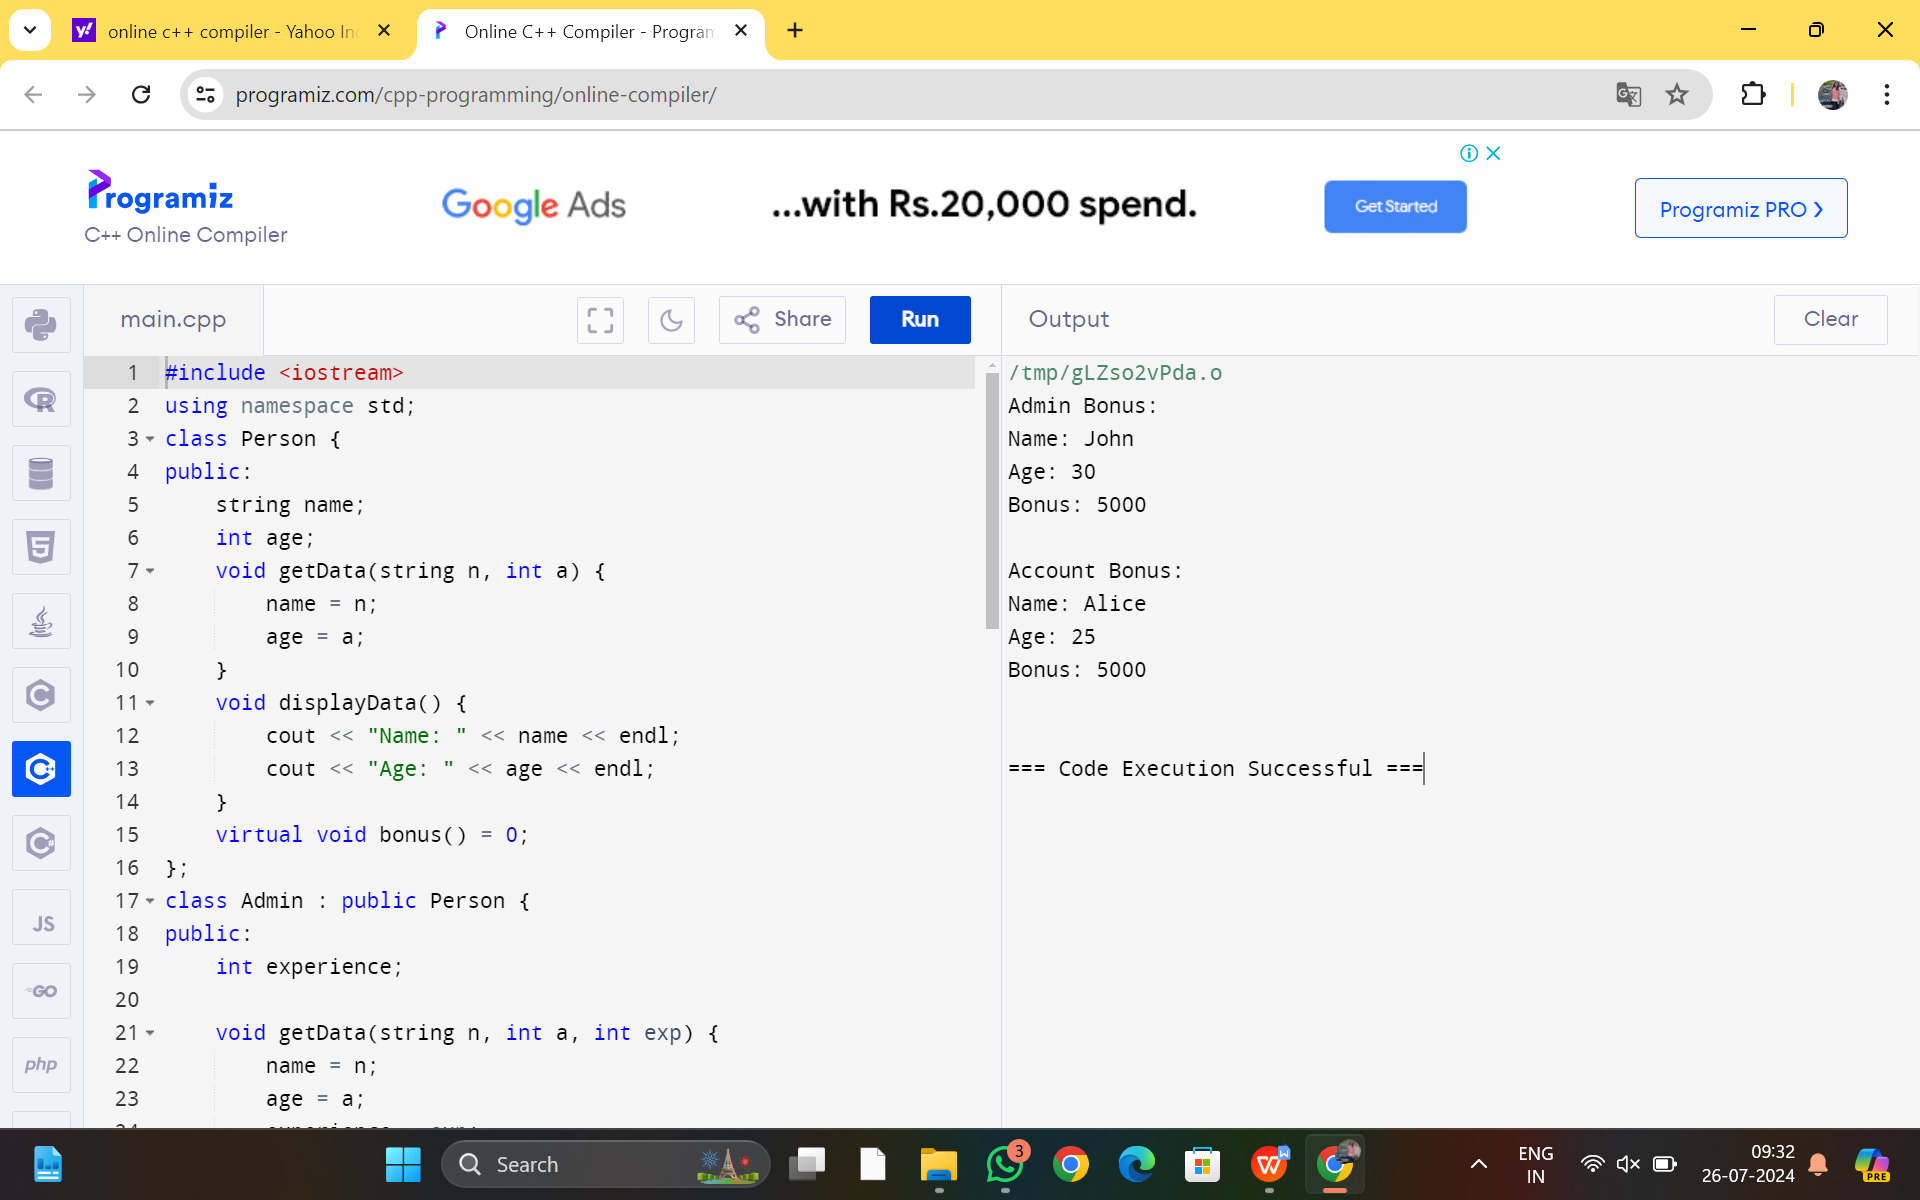 online c++ compiler - Yahoo In
Online C++ Compiler - Program
programiz.com/cpp-programming/online-compiler/
Programiz
C++ Online Compiler
Google Ads
...with Rs.20,000 spend.
Get Started
Programiz PRO ›
main.cpp
Share
Run
Output
Clear
1 #include <iostream>
2 using namespace std;
3 class Person {
4 public:
5 string name;
6 int age;
7 void getData(string n, int a) {
8 name = n;
9 age = a;
10 }
11 void displayData() {
12 cout << "Name: " << name << endl;
13 cout << "Age: " << age << endl;
14 }
15 virtual void bonus() = 0;
16 };
17 class Admin : public Person {
18 public:
19 int experience;
20
21 void getData(string n, int a, int exp) {
22 name = n;
23 age = a;
/tmp/gLZso2vPda.o
Admin Bonus:
Name: John
Age: 30
Bonus: 5000
Account Bonus:
Name: Alice
Age: 25
Bonus: 5000
=== Code Execution Successful ===
JS
GO
php
Search
3
ENG
IN
09:32
26-07-2024
PRE